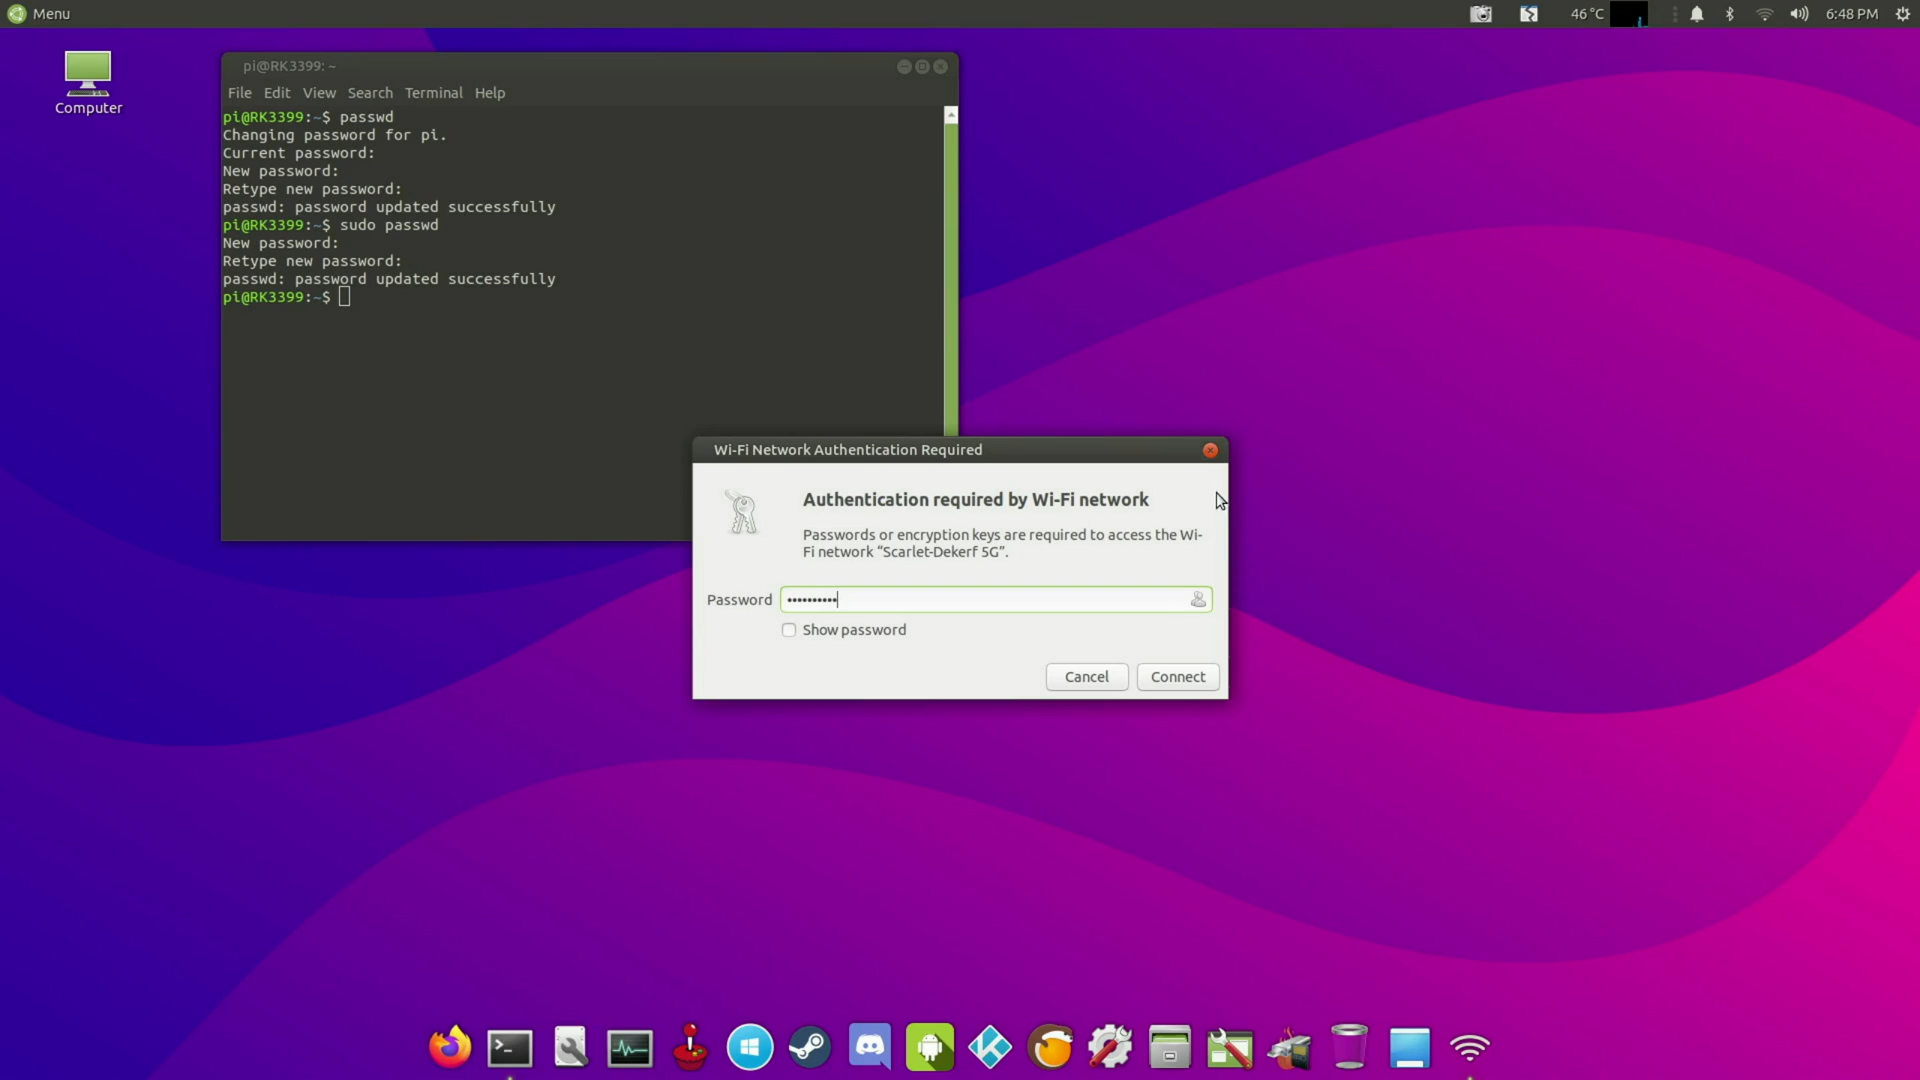 Menu
46°C
6:48 PM
Computer
pi@RK3399: ~
File Edit View Search Terminal Help
pi@RK3399:~$ passwd
Changing password for pi.
Current password:
New password:
Retype new password:
passwd: password updated successfully
pi@RK3399:~$ sudo passwd
New password:
Retype new password:
passwd: password updated successfully
pi@RK3399:~$
Wi-Fi Network Authentication Required
Authentication required by Wi-Fi network
Passwords or encryption keys are required to access the Wi-
Fi network “Scarlet-Dekerf 5G”.
Password ••••••••••
Show password
Cancel Connect